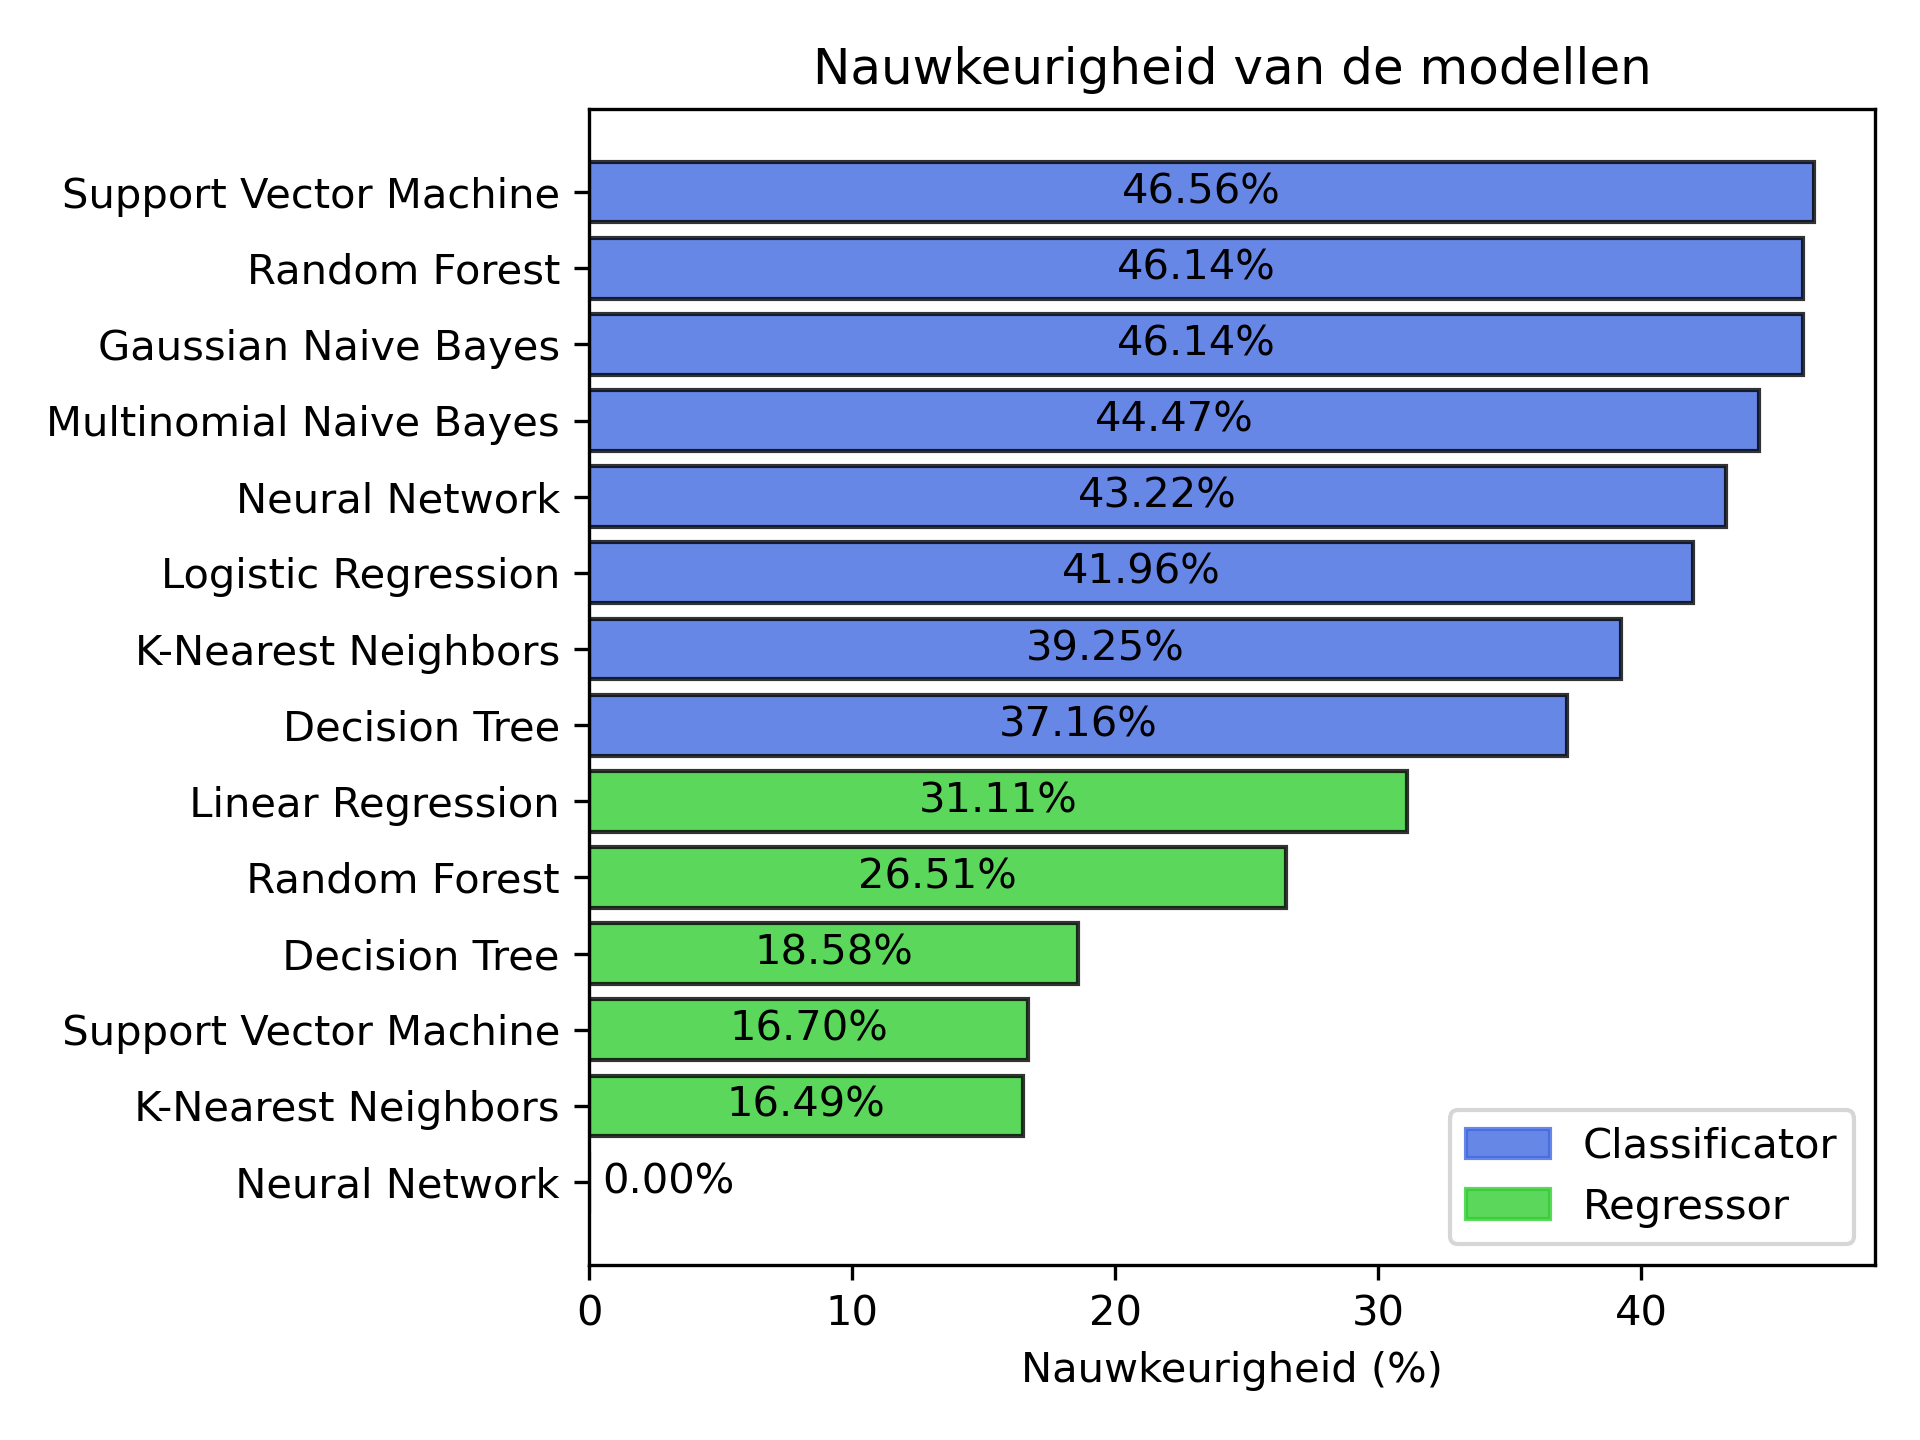 Nauwkeurigheid van de modellen
Support Vector Machine 46.56%
Random Forest 46.14%
Gaussian Naive Bayes 46.14%
Multinomial Naive Bayes 44.47%
Neural Network 43.22%
Logistic Regression 41.96%
K-Nearest Neighbors 39.25%
Decision Tree 37.16%
Linear Regression 31.11%
Random Forest 26.51%
Decision Tree 18.58%
Support Vector Machine 16.70%
K-Nearest Neighbors 16.49%
Neural Network 0.00%
Classificator
Regressor
0 10 20 30 40
Nauwkeurigheid (%)